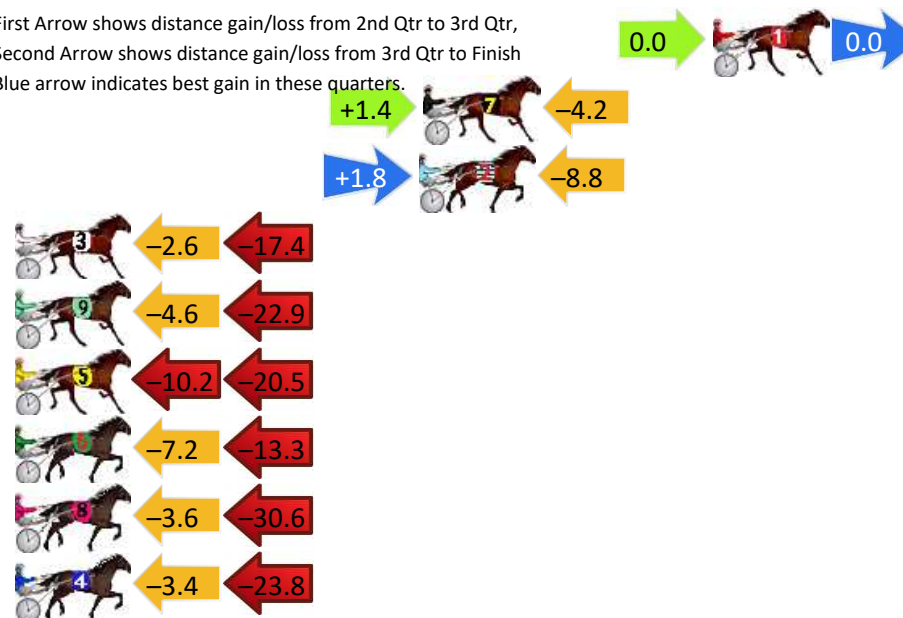 First Arrow shows distance gain/loss from 2nd Qtr to 3rd Qtr,
Second Arrow shows distance gain/loss from 3rd Qtr to Finish
Blue arrow indicates best gain in these quarters.
0.0 1 0.0
+1.4 7 –4.2
+1.8 2 –8.8
3 –2.6 –17.4
9 –4.6 –22.9
5 –10.2 –20.5
6 –7.2 –13.3
8 –3.6 –30.6
4 –3.4 –23.8